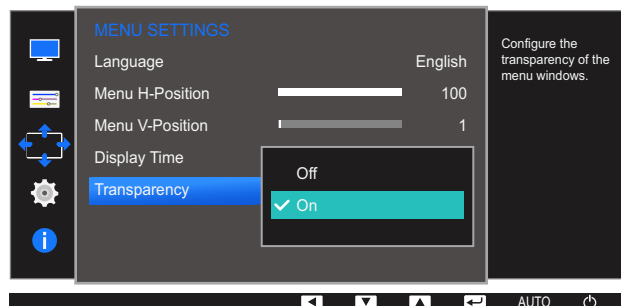 MENU SETTINGS
Language English
Menu H-Position 100
Menu V-Position 1
Display Time
Transparency
Off
On
Configure the
transparency of the
menu windows.
AUTO